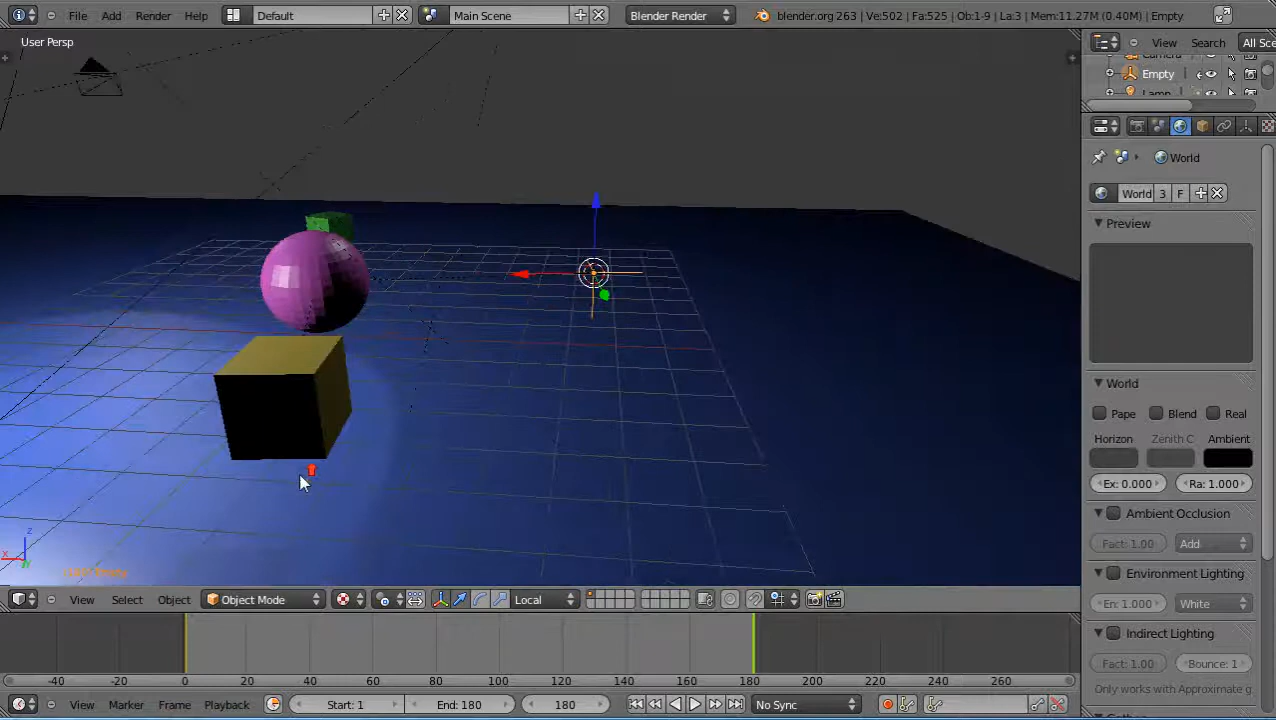 File Add Render Help Default Main Scene Blender Render blender.org 263 | Ve:502 | Fa:525 | Ob:1-9 | La:3 | Mem:11.27M (0.40M) | Empty
User Persp
View Search All Sce
Empty
Lamp
World
World 3 F
Preview
World
Pape Blend Real
Horizon Zenith C Ambient
Ex: 0.000 Ra: 1.000
Ambient Occlusion
Fact: 1.00 Add
Environment Lighting
En: 1.000 White
Indirect Lighting
Fact: 1.00 Bounce: 1
Only works with Approximate g
z
x
View Select Object Object Mode Local
-40 -20 0 20 40 60 80 100 120 140 160 180 200 220 240 260
View Marker Frame Playback Start: 1 End: 180 180 No Sync